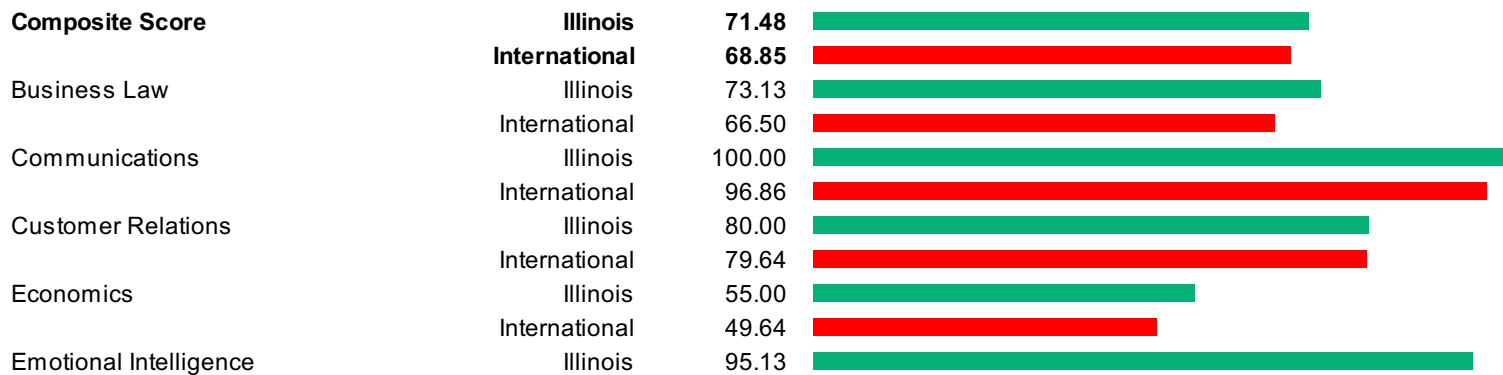 Composite Score Illinois 71.48
International 68.85
Business Law Illinois 73.13
International 66.50
Communications Illinois 100.00
International 96.86
Customer Relations Illinois 80.00
International 79.64
Economics Illinois 55.00
International 49.64
Emotional Intelligence Illinois 95.13